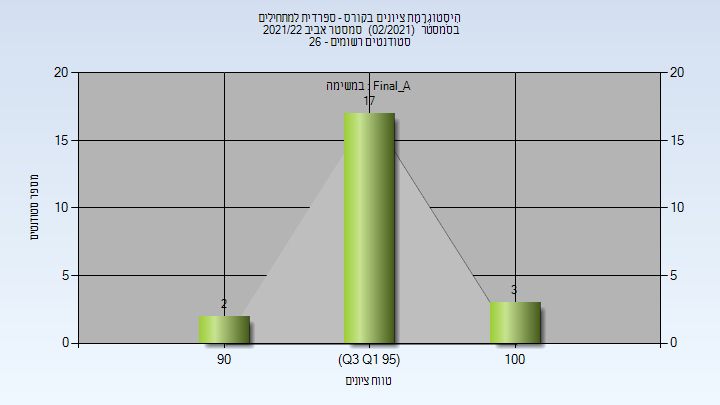 היסטוגרמת ציונים בקורס - ספרדית למתחילים
בסמסטר (02/2021) סמסטר אביב 2021/22
סטודנטים רשומים - 26
במשימה : Final_A
20 20
17
15 15
מספר סטודנטים
10 10
5 5
3
2
0 0
90 (Q3 Q1 95) 100
טווח ציונים